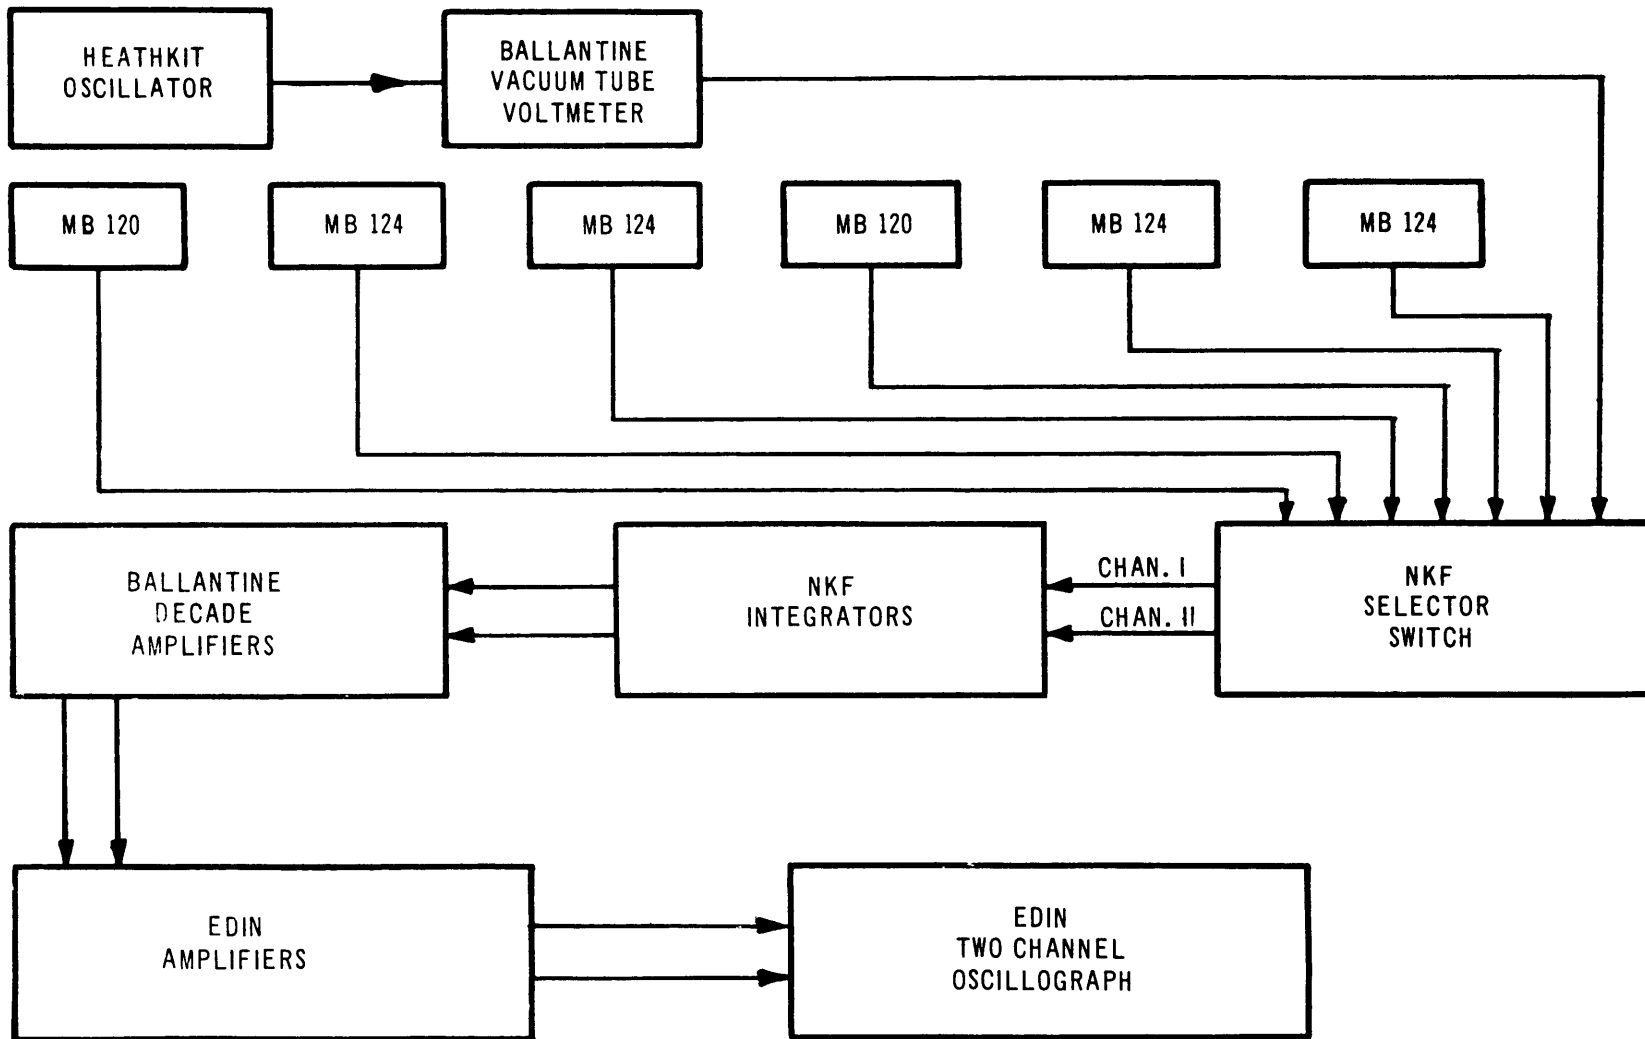 HEATHKIT
OSCILLATOR
BALLANTINE
VACUUM TUBE
VOLTMETER
MB 120
MB 124
MB 124
MB 120
MB 124
MB 124
BALLANTINE
DECADE
AMPLIFIERS
NKF
INTEGRATORS
CHAN. I
CHAN. II
NKF
SELECTOR
SWITCH
EDIN
AMPLIFIERS
EDIN
TWO CHANNEL
OSCILLOGRAPH